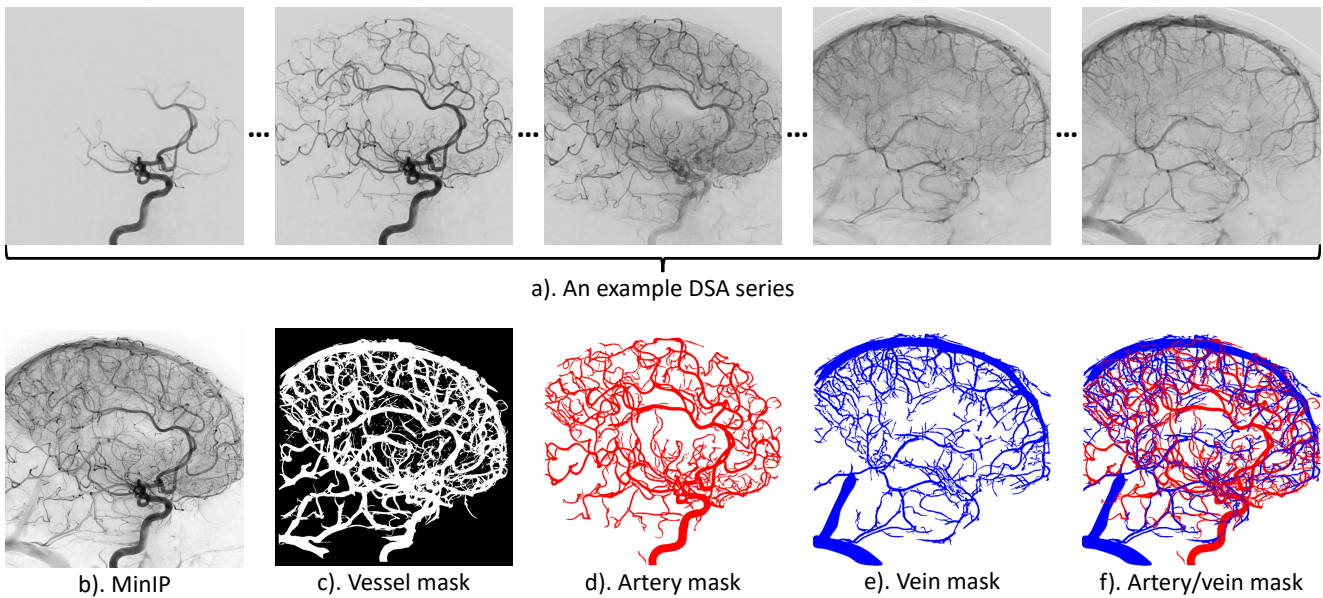 ... ... ... ...
a). An example DSA series
b). MinIP
c). Vessel mask
d). Artery mask
e). Vein mask
f). Artery/vein mask